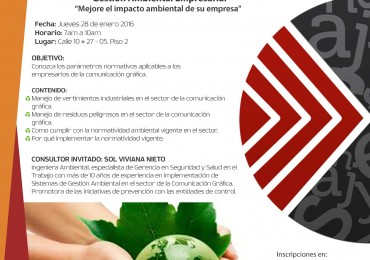 Gestión Ambiental Empresarial
“Mejore el impacto ambiental de su empresa”
Fecha: Jueves 28 de enero 2016
Horario: 7am a 10am
Lugar: Calle 10 # 27 - 05, Piso 2
OBJETIVO:
Conozca los parámetros normativos aplicables a los
empresarios de la comunicación gráfica.
CONTENIDO:
Manejo de vertimientos industriales en el sector de la comunicación
gráfica.
Manejo de residuos peligrosos en el sector de la comunicación
gráfica.
Como cumplir con la normatividad ambiental vigente en el sector.
Por qué implementar la normatividad vigente.
CONSULTOR INVITADO: SOL VIVIANA NIETO
Ingeniera Ambiental, especialista de Gerencia en Seguridad y Salud en el
Trabajo con más de 10 años de experiencia en Implementación de
Sistemas de Gestión Ambiental en el sector de la Comunicación Gráfica.
Promotora de las iniciativas de prevención con las entidades de control.
Inscripciones en: